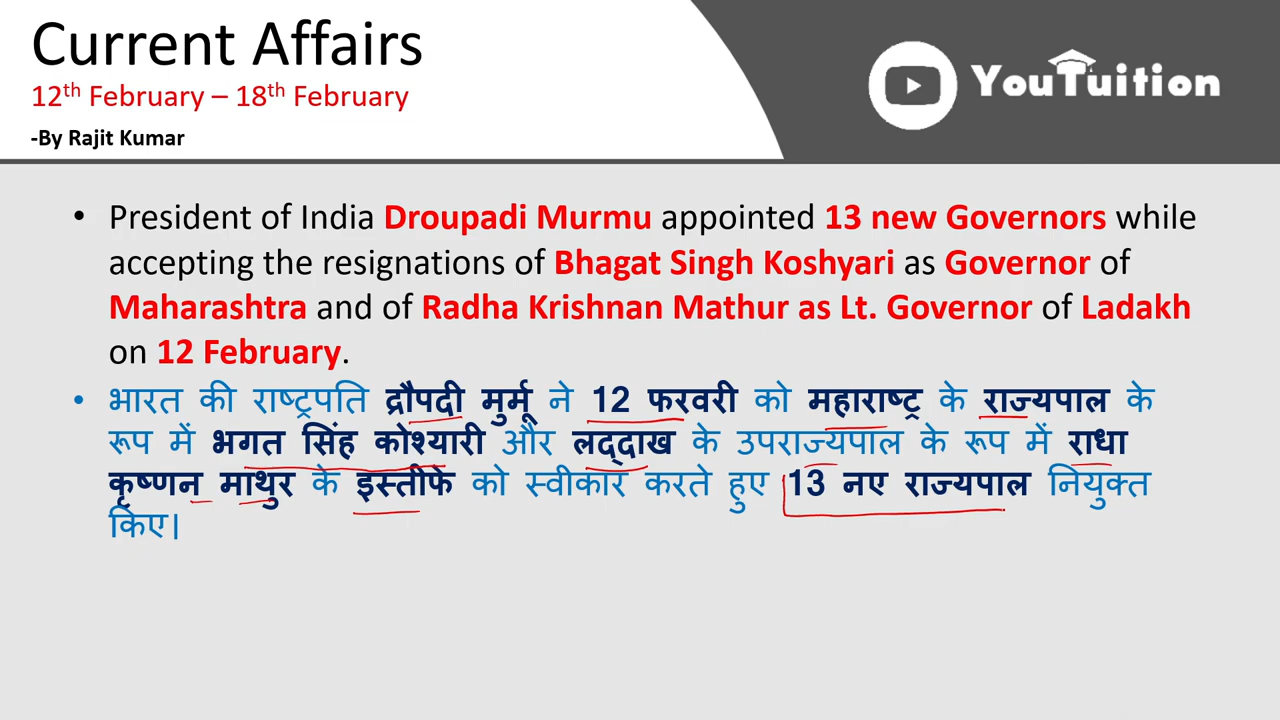 Current Affairs
12th February – 18th February
-By Rajit Kumar
YouTuition
• President of India Droupadi Murmu appointed 13 new Governors while
accepting the resignations of Bhagat Singh Koshyari as Governor of
Maharashtra and of Radha Krishnan Mathur as Lt. Governor of Ladakh
on 12 February.
• भारत की राष्ट्रपति द्रौपदी मुर्मू ने 12 फरवरी को महाराष्ट्र के राज्यपाल के
रूप में भगत सिंह कोश्यारी और लद्दाख के उपराज्यपाल के रूप में राधा
कृष्णन माथुर के इस्तीफे को स्वीकार करते हुए 13 नए राज्यपाल नियुक्त
किए।